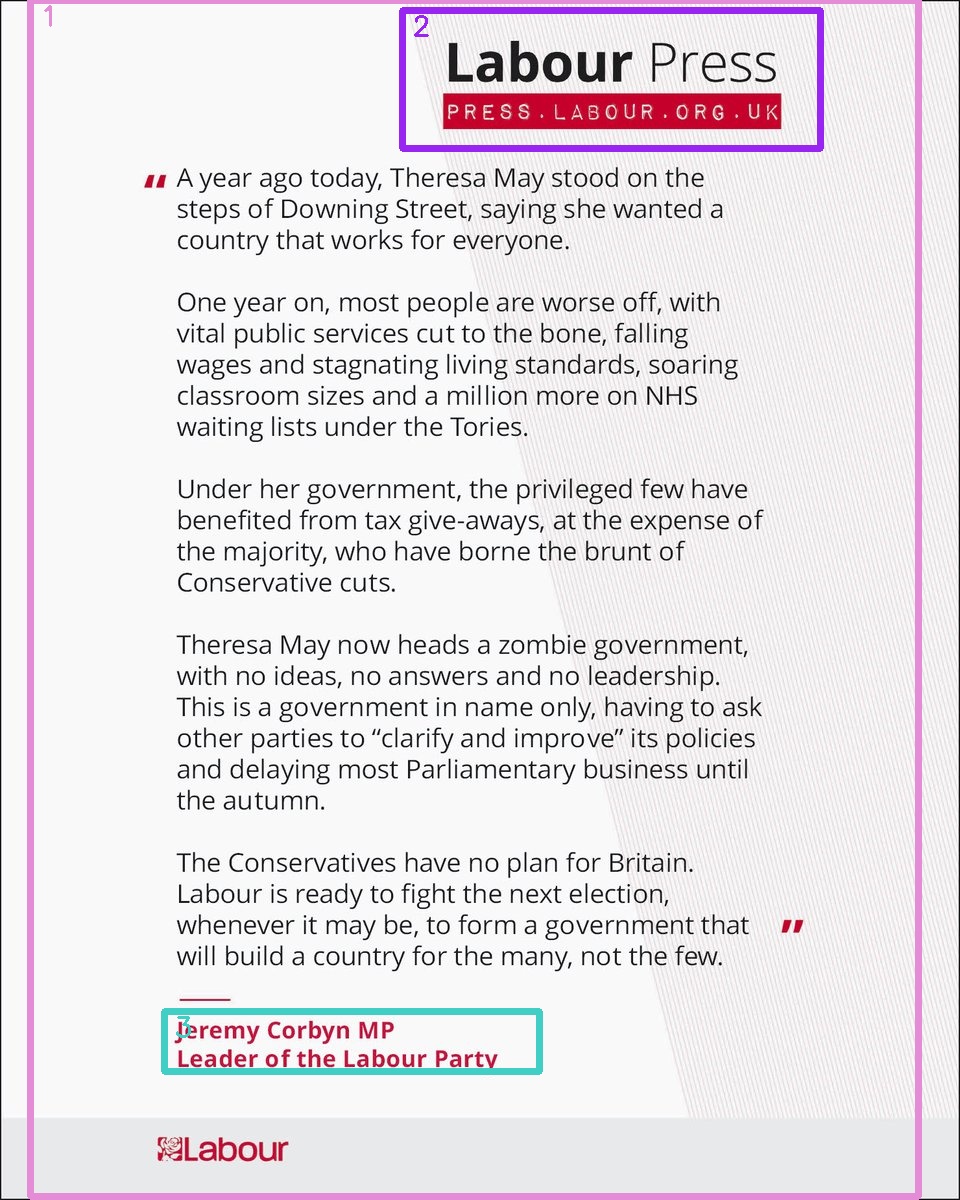 Labour Press
PRESS.LABOUR.ORG.UK
" A year ago today, Theresa May stood on the
steps of Downing Street, saying she wanted a
country that works for everyone.
One year on, most people are worse off, with
vital public services cut to the bone, falling
wages and stagnating living standards, soaring
classroom sizes and a million more on NHS
waiting lists under the Tories.
Under her government, the privileged few have
benefited from tax give-aways, at the expense of
the majority, who have borne the brunt of
Conservative cuts.
Theresa May now heads a zombie government,
with no ideas, no answers and no leadership.
This is a government in name only, having to ask
other parties to “clarify and improve” its policies
and delaying most Parliamentary business until
the autumn.
The Conservatives have no plan for Britain.
Labour is ready to fight the next election,
whenever it may be, to form a government that
will build a country for the many, not the few. "
Jeremy Corbyn MP
Leader of the Labour Party
Labour
1
2
3